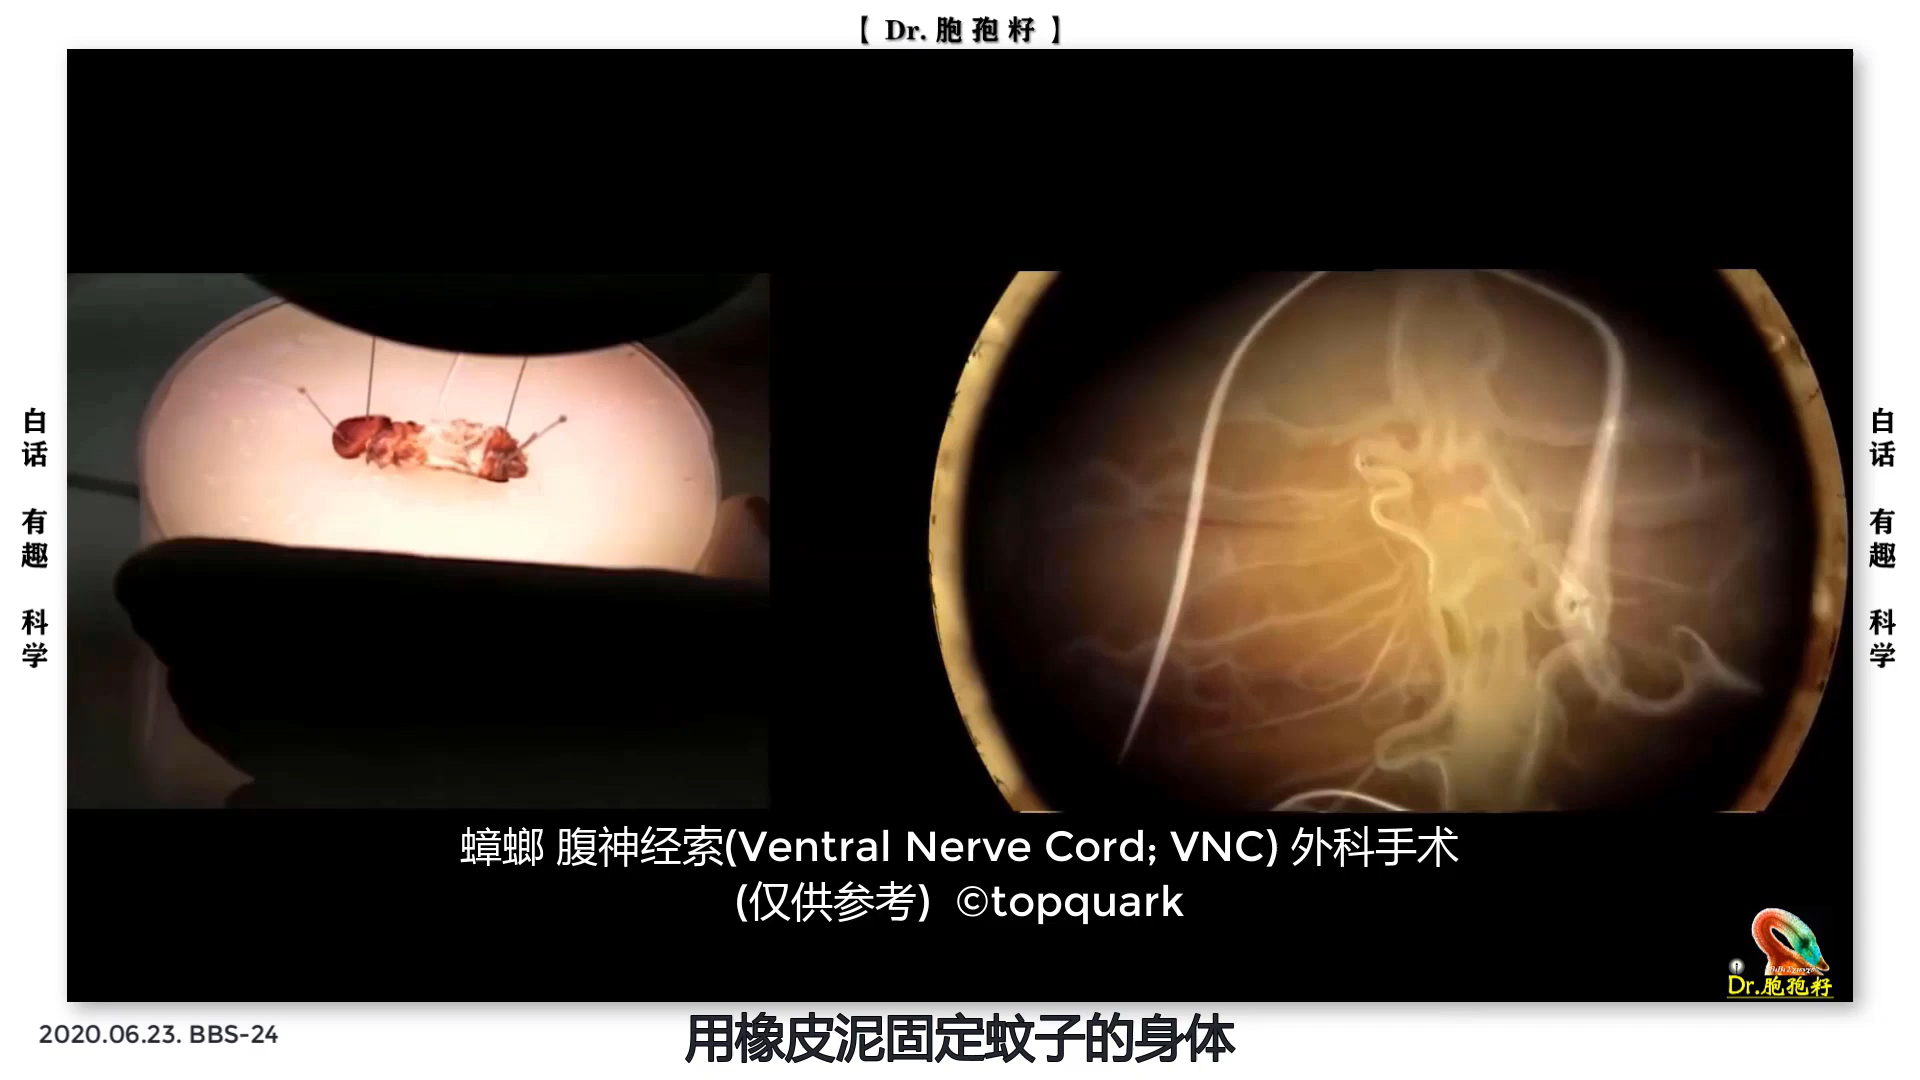 【 Dr. 胞 孢 籽 】
白话 有趣 科学
白话 有趣 科学
蟑螂 腹神经索(Ventral Nerve Cord; VNC) 外科手术
(仅供参考) ©topquark
Dr.胞孢籽
2020.06.23. BBS-24
用橡皮泥固定蚊子的身体